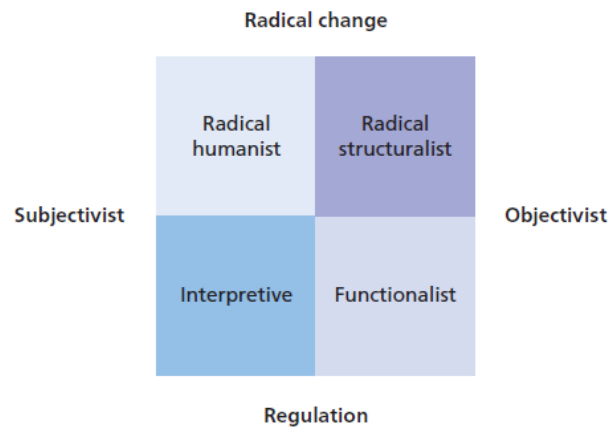 Radical change
Radical
humanist
Radical
structuralist
Subjectivist
Objectivist
Interpretive
Functionalist
Regulation